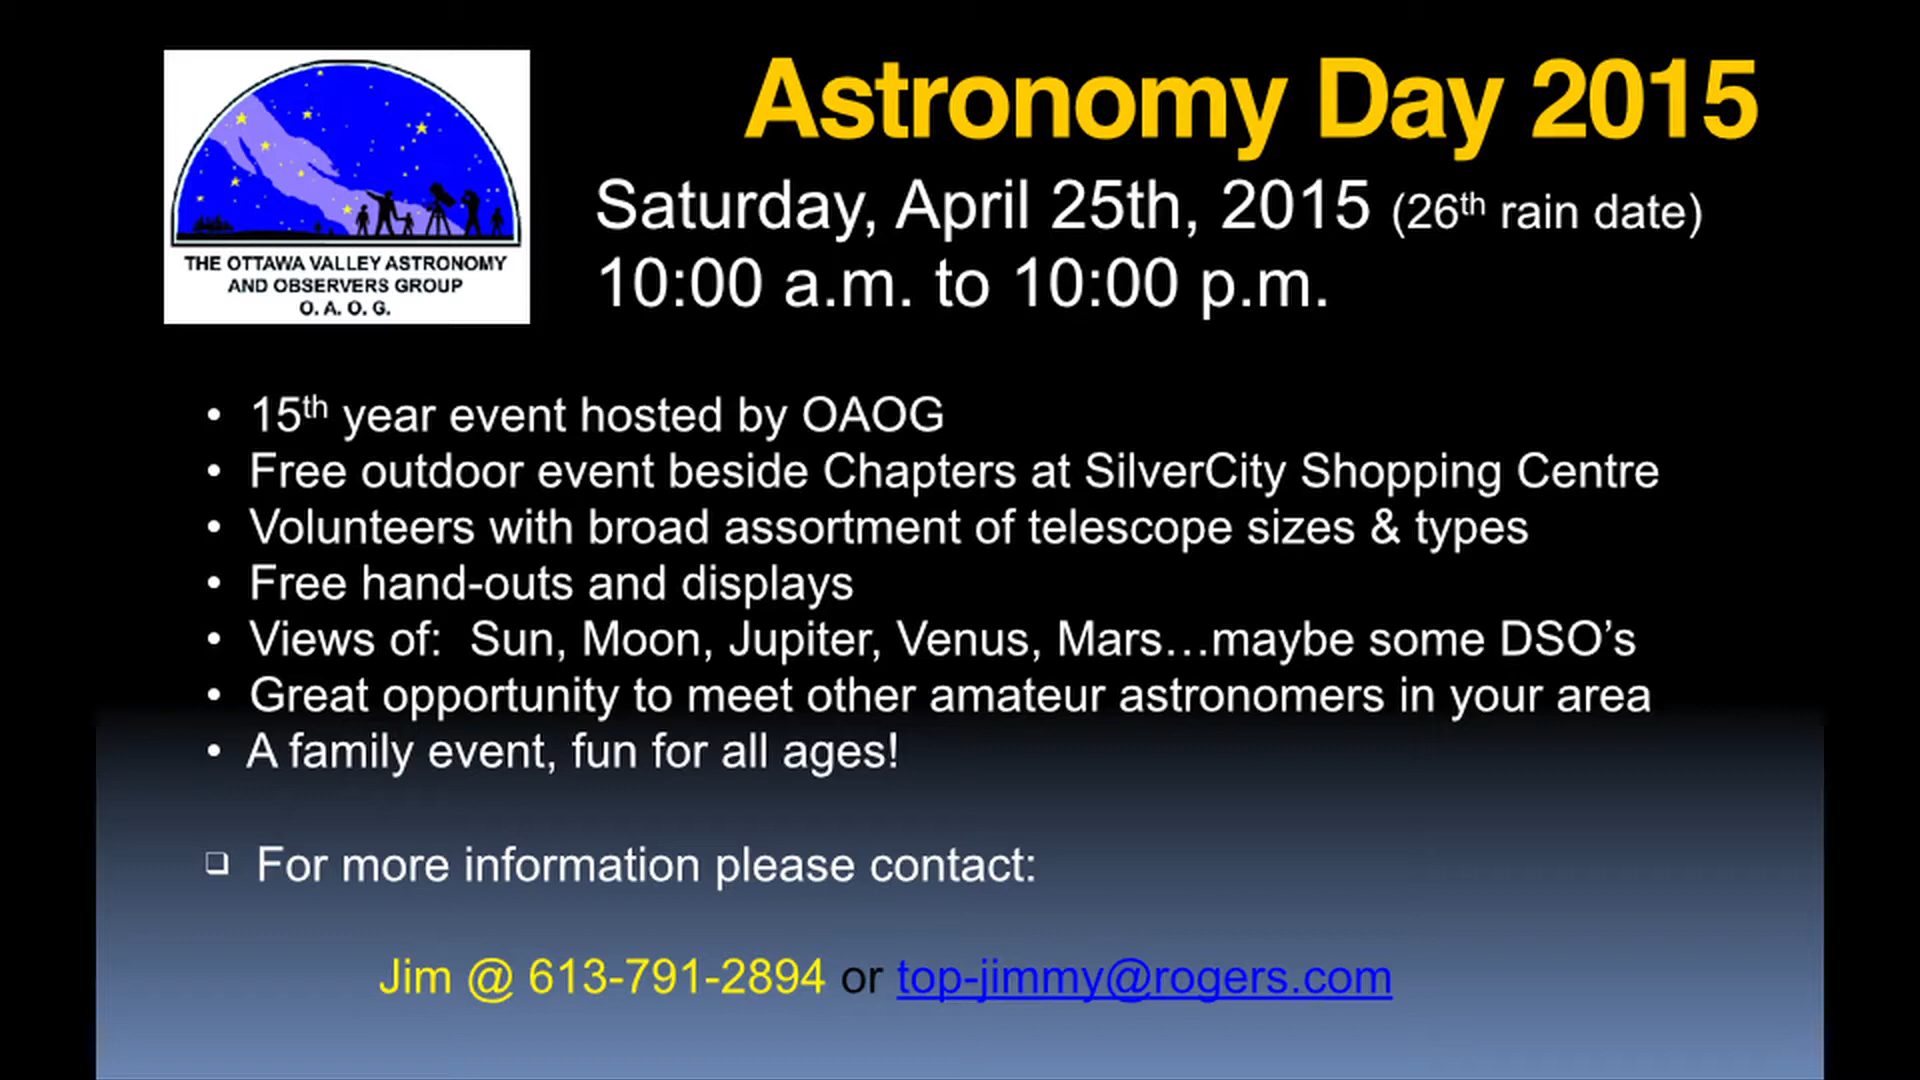 Astronomy Day 2015
Saturday, April 25th, 2015 (26th rain date)
10:00 a.m. to 10:00 p.m.
THE OTTAWA VALLEY ASTRONOMY
AND OBSERVERS GROUP
O. A. O. G.
• 15th year event hosted by OAOG
• Free outdoor event beside Chapters at SilverCity Shopping Centre
• Volunteers with broad assortment of telescope sizes & types
• Free hand-outs and displays
• Views of: Sun, Moon, Jupiter, Venus, Mars…maybe some DSO’s
• Great opportunity to meet other amateur astronomers in your area
• A family event, fun for all ages!
❑ For more information please contact:
Jim @ 613-791-2894 or top-jimmy@rogers.com